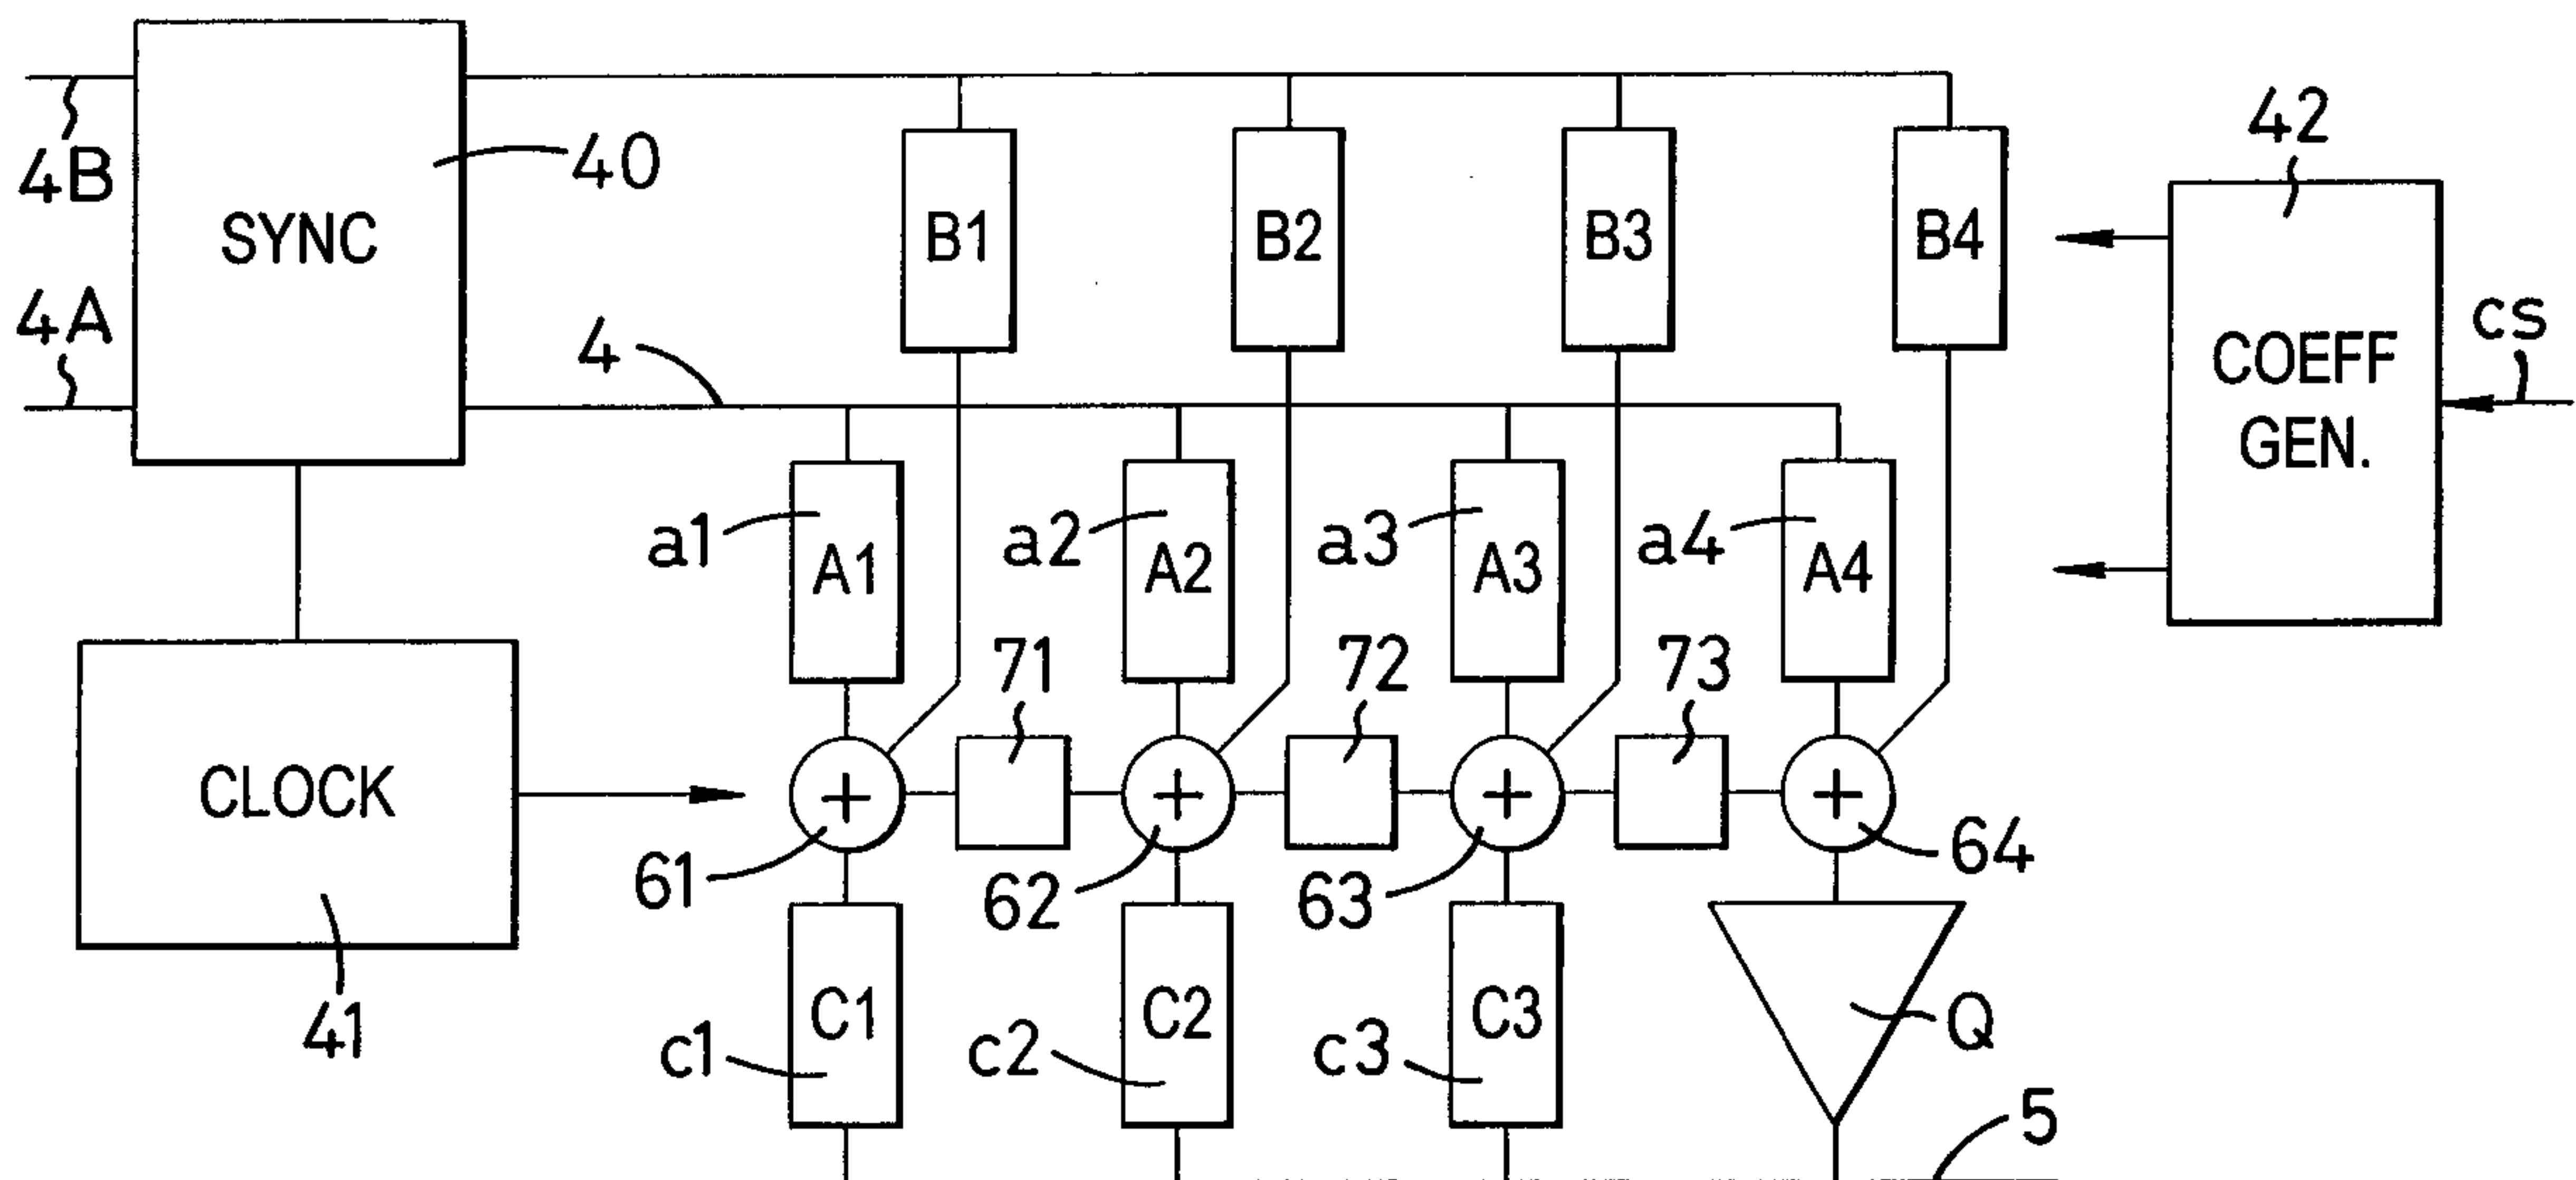 4B
SYNC
40
4A
4
B1
B2
B3
B4
42
COEFF
GEN.
cs
a1
A1
a2
A2
a3
A3
a4
A4
CLOCK
41
71
72
73
+
+
+
+
61
62
63
64
c1
C1
c2
C2
c3
C3
Q
5